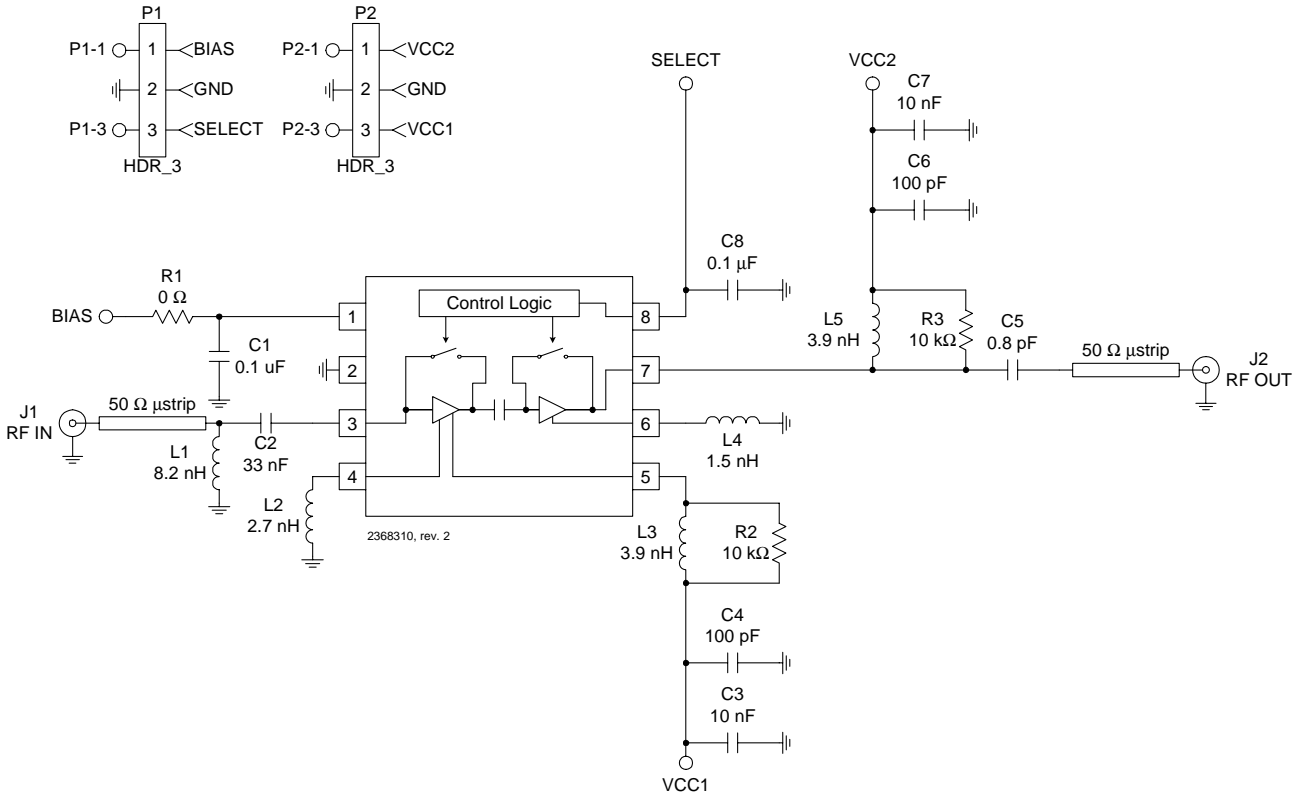 P1
P1-1 1 BIAS
2 GND
P1-3 3 SELECT
HDR_3
P2
P2-1 1 VCC2
2 GND
P2-3 3 VCC1
HDR_3
SELECT
VCC2
C7
10 nF
C6
100 pF
C8
0.1 µF
R1
0 Ω
BIAS
C1
0.1 uF
Control Logic
1
2
3
4
8
7
6
5
L5
3.9 nH
R3
10 kΩ
C5
0.8 pF
50 Ω µstrip
J2
RF OUT
J1
RF IN
50 Ω µstrip
L1
8.2 nH
C2
33 nF
L2
2.7 nH
L4
1.5 nH
2368310, rev. 2
L3
3.9 nH
R2
10 kΩ
C4
100 pF
C3
10 nF
VCC1